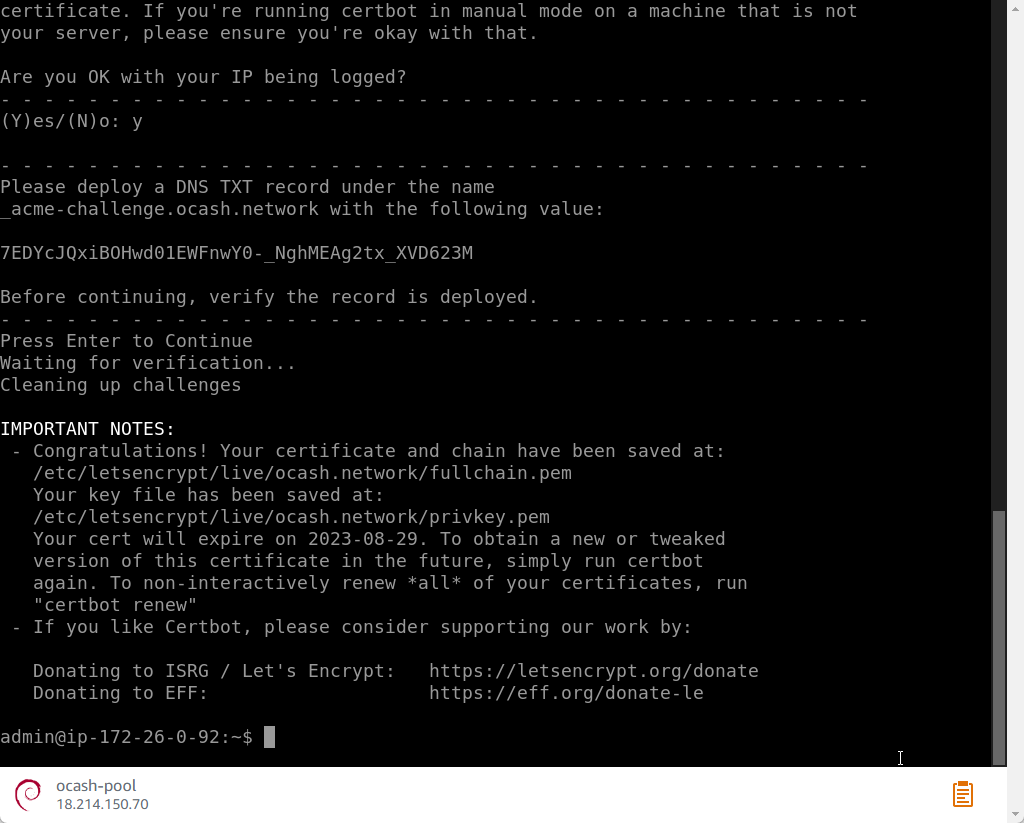 certificate. If you're running certbot in manual mode on a machine that is not
your server, please ensure you're okay with that.
Are you OK with your IP being logged?
- - - - - - - - - - - - - - - - - - - - - - - - - - - - - - - - - - - - - - - -
(Y)es/(N)o: y
- - - - - - - - - - - - - - - - - - - - - - - - - - - - - - - - - - - - - - - -
Please deploy a DNS TXT record under the name
_acme-challenge.ocash.network with the following value:
7EDYcJQxiBOHwd01EWFnwY0-_NghMEAg2tx_XVD623M
Before continuing, verify the record is deployed.
- - - - - - - - - - - - - - - - - - - - - - - - - - - - - - - - - - - - - - - -
Press Enter to Continue
Waiting for verification...
Cleaning up challenges
IMPORTANT NOTES:
- Congratulations! Your certificate and chain have been saved at:
/etc/letsencrypt/live/ocash.network/fullchain.pem
Your key file has been saved at:
/etc/letsencrypt/live/ocash.network/privkey.pem
Your cert will expire on 2023-08-29. To obtain a new or tweaked
version of this certificate in the future, simply run certbot
again. To non-interactively renew *all* of your certificates, run
"certbot renew"
- If you like Certbot, please consider supporting our work by:
Donating to ISRG / Let's Encrypt:   https://letsencrypt.org/donate
Donating to EFF:                    https://eff.org/donate-le
admin@ip-172-26-0-92:~$
ocash-pool
18.214.150.70